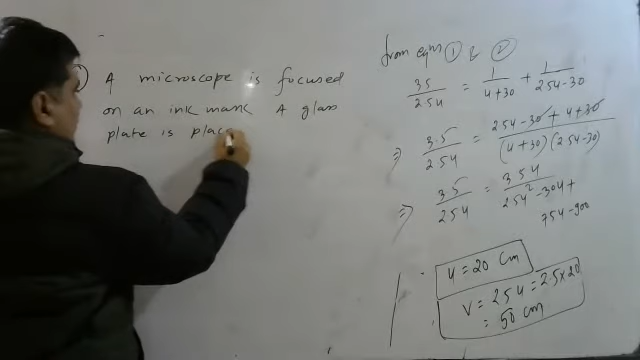 ) A microscope is focused
on an ink mark A glass
plate is plac
from eqns ① & ②
3.5/2.5u = 1/(u+30) + 1/(2.5u-30)
⇒ 3.5/2.5u = (2.5u-30+u+30)/((u+30)(2.5u-30))
⇒ 3.5/2.5u = 3.5u/(2.5u²-30u+
75u-900)
u = 20 cm
V = 2.5u = 2.5×20
= 50 cm